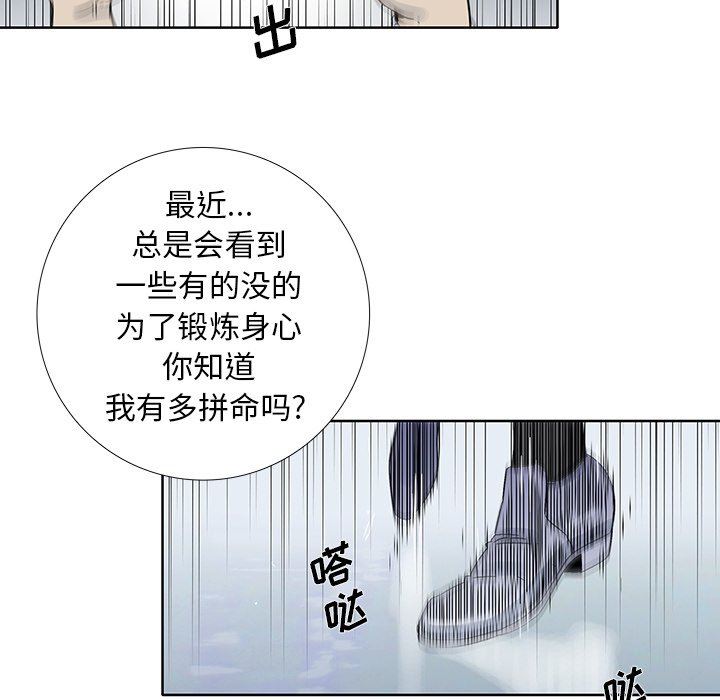 出
最近...
总是会看到
一些有的没的
为了锻炼身心
你知道
我有多拼命吗?
嗒
哒
哒